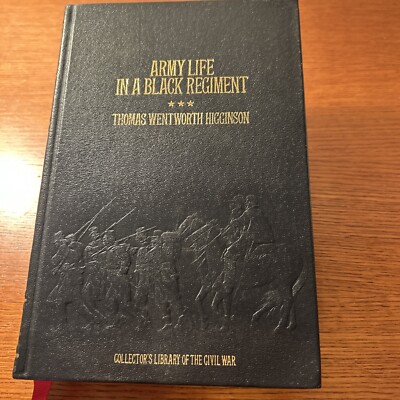 ARMY LIFE
IN A BLACK REGIMENT
★ ★ ★
THOMAS WENTWORTH HIGGINSON
COLLECTOR'S LIBRARY OF THE CIVIL WAR